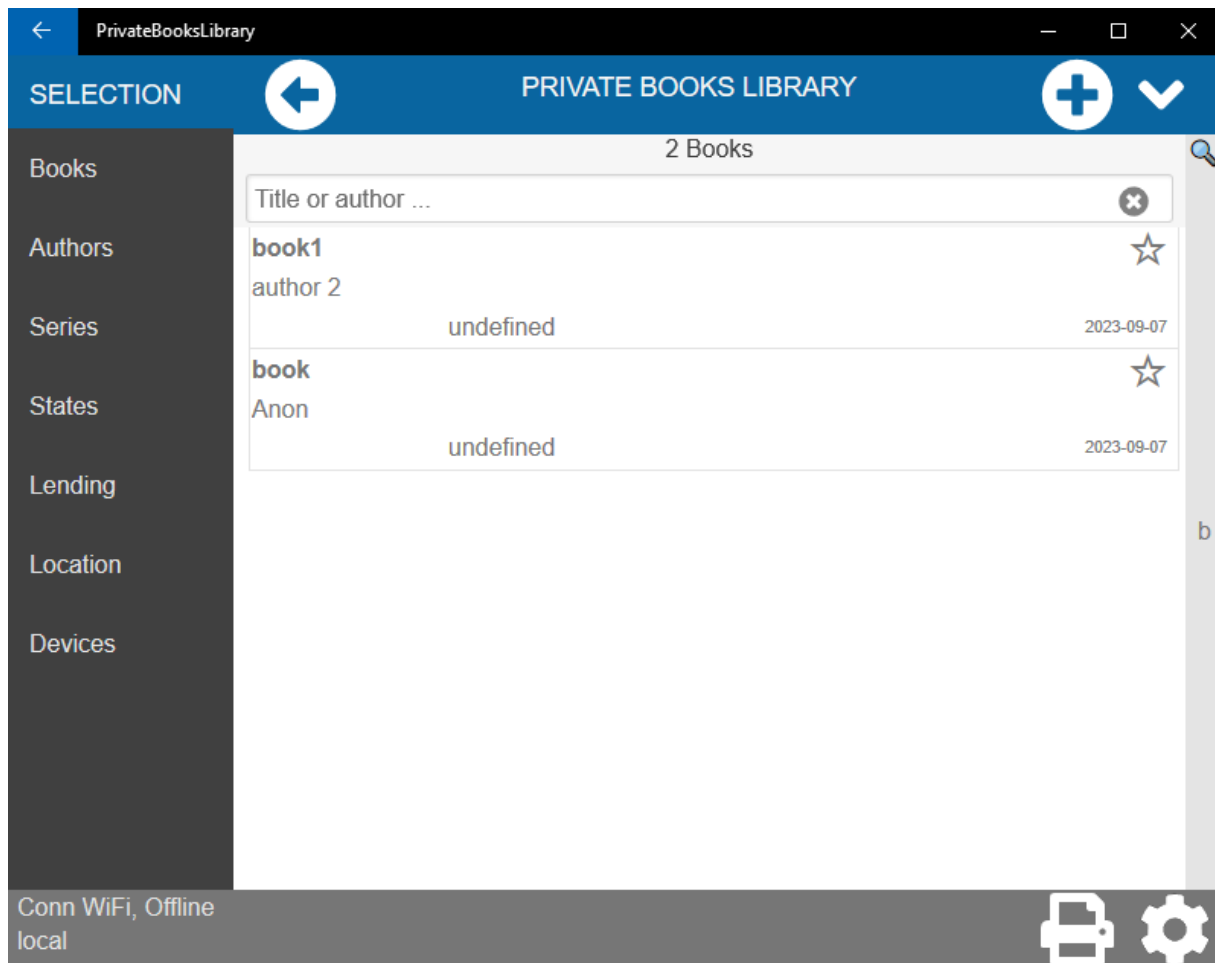 PrivateBooksLibrary
SELECTION
PRIVATE BOOKS LIBRARY
Books
Authors
Series
States
Lending
Location
Devices
2 Books
Title or author ...
book1
author 2
undefined
2023-09-07
book
Anon
undefined
2023-09-07
b
Conn WiFi, Offline
local